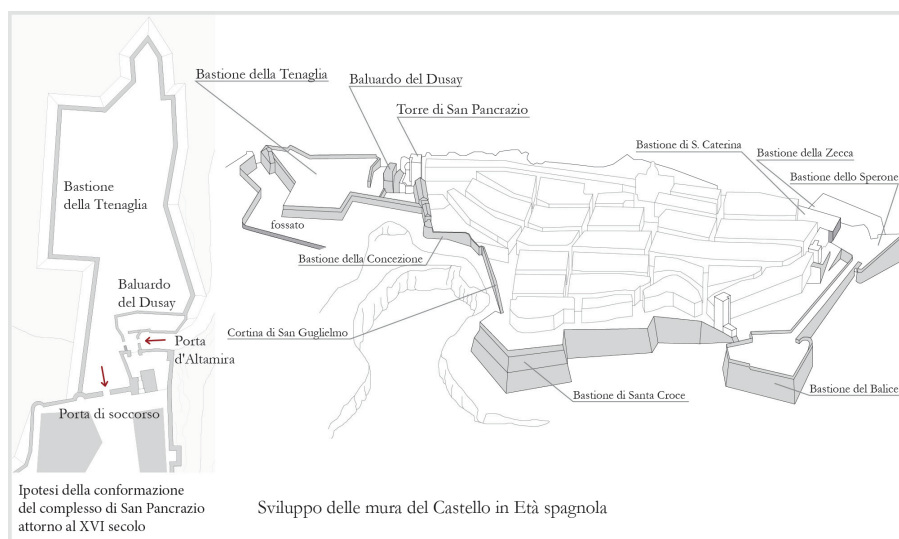 Bastione
della Ttenaglia
Baluardo
del Dusay
Porta
d'Altamira
Porta di soccorso
Ipotesi della conformazione
del complesso di San Pancrazio
attorno al XVI secolo
Bastione della Tenaglia
Baluardo del Dusay
Torre di San Pancrazio
Bastione di S. Caterina
Bastione della Zecca
Bastione dello Sperone
fossato
Bastione della Concezione
Cortina di San Guglielmo
Bastione di Santa Croce
Bastione del Balice
Sviluppo delle mura del Castello in Età spagnola